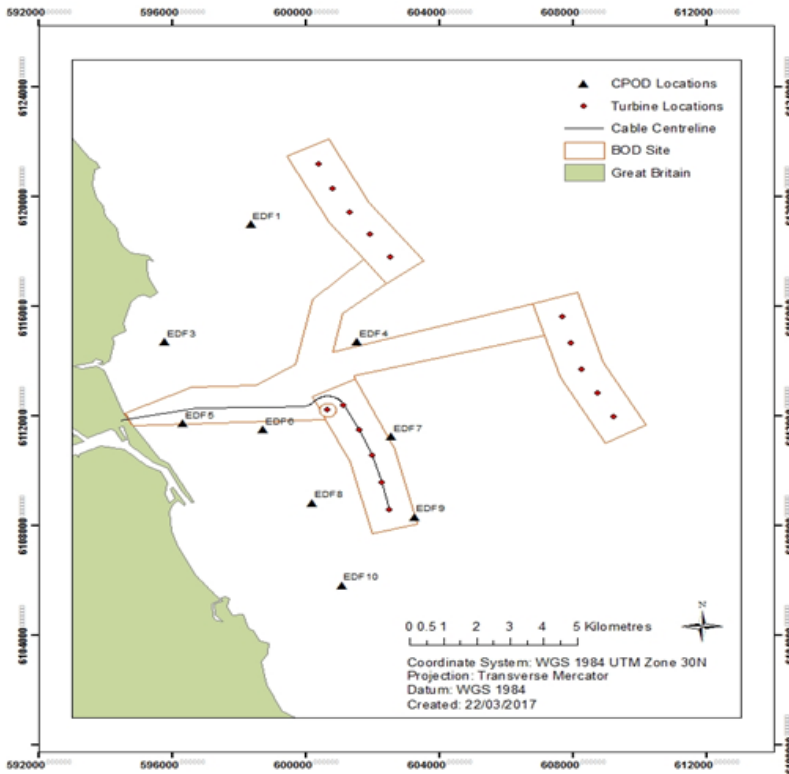 592000 596000 600000 604000 608000 612000
6124000
6120000
6116000
6112000
6108000
6104000
CPOD Locations
Turbine Locations
Cable Centreline
BOD Site
Great Britain
EDF1
EDF3
EDF4
EDF5
EDF6
EDF7
EDF8
EDF9
EDF10
N
0 0.5 1 2 3 4 5 Kilometres
Coordinate System: WGS 1984 UTM Zone 30N
Projection: Transverse Mercator
Datum: WGS 1984
Created: 22/03/2017
592000 596000 600000 604000 608000 612000